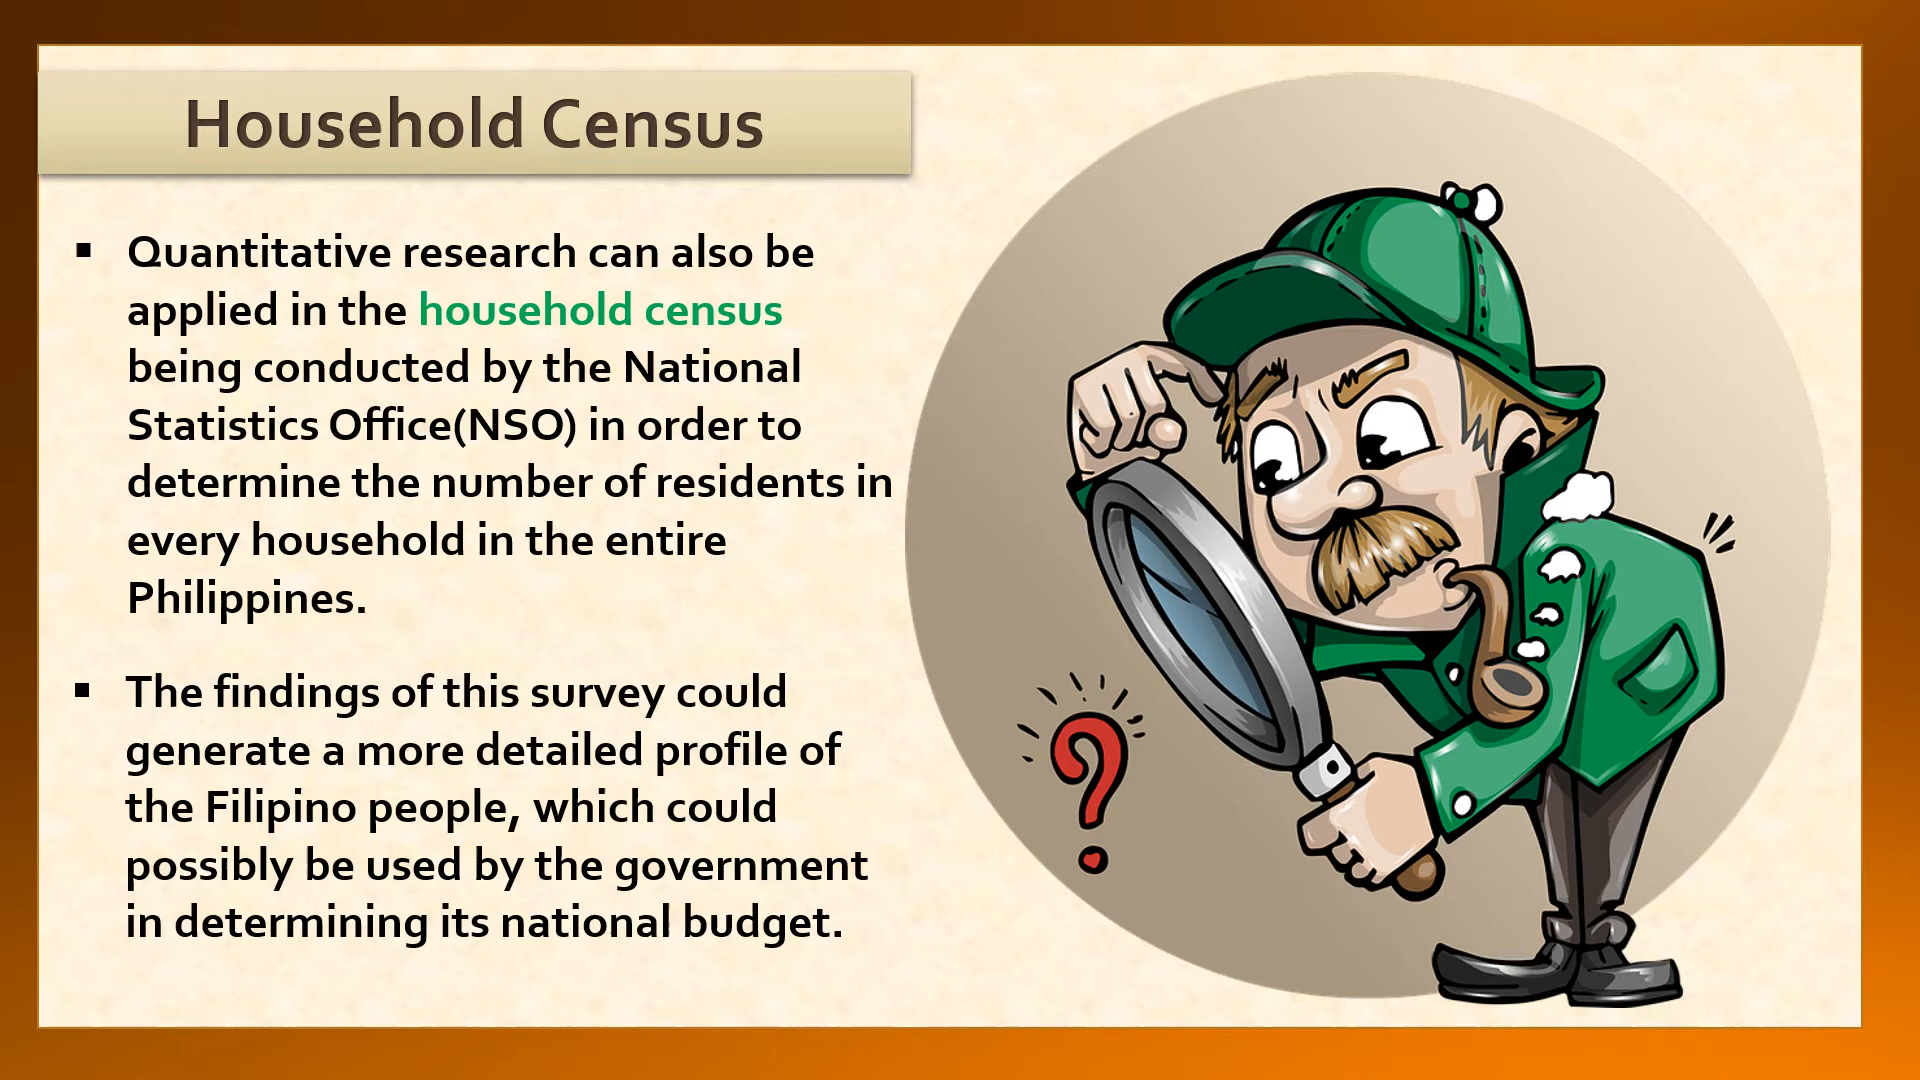 Household Census
▪ Quantitative research can also be
applied in the household census
being conducted by the National
Statistics Office(NSO) in order to
determine the number of residents in
every household in the entire
Philippines.
▪ The findings of this survey could
generate a more detailed profile of
the Filipino people, which could
possibly be used by the government
in determining its national budget.
?